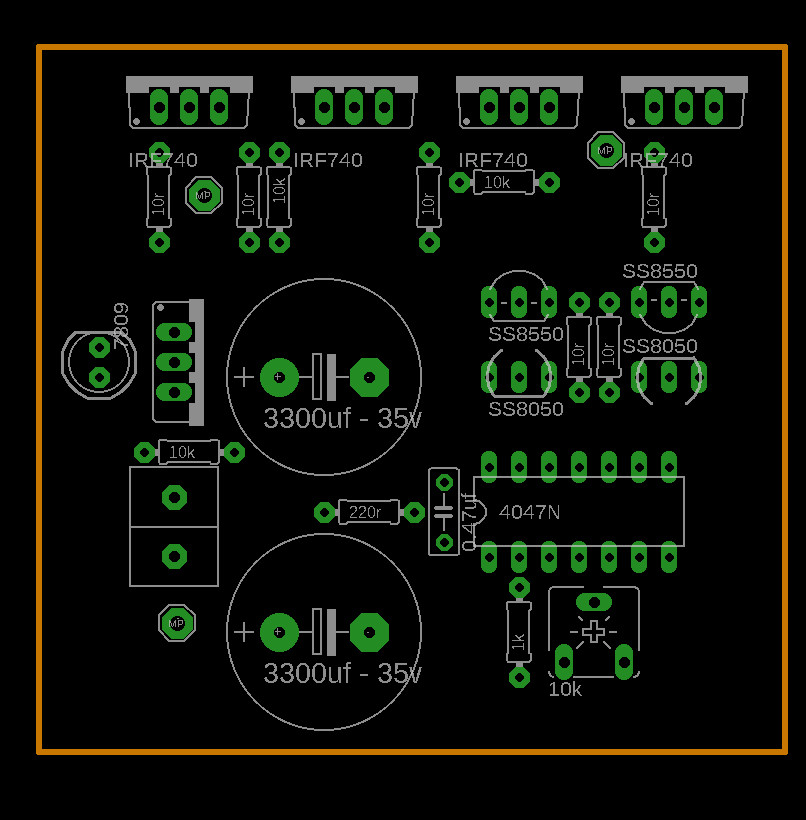 IRF740
IRF740
IRF740
IRF740
10r
MP
10r
10k
10r
10k
MP
10r
7809
3300uf - 35v
SS8550
SS8550
10r
10r
SS8050
SS8050
10k
220r
0.47uf
4047N
MP
3300uf - 35v
1k
10k